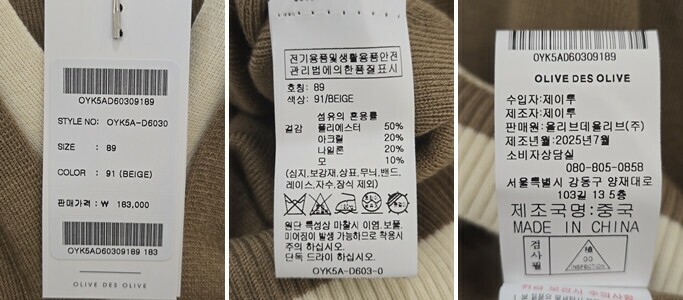 OYK5AD60309189
STYLE NO: OYK5A-D6030
SIZE : 89
COLOR : 91 (BEIGE)
판매가격 : ₩ 183,000
OYK5AD60309189 183
OLIVE DES OLIVE
전기용품및생활용품안전
관리법에의한품질표시
호칭: 89
색상: 91/BEIGE
섬유의 혼용률
겉감 폴리에스터 50%
아크릴 20%
나일론 20%
모 10%
(심지,보강재,상표,무늬,밴드,
레이스,자수,장식 제외)
원단 특성상 마찰시 이염, 보풀,
미어짐이 발생 가능하므로 착용시
주의 하십시오.
단독 드라이 하십시오.
OYK5A-D603-0
OYK5AD60309189
OLIVE DES OLIVE
수입자:제이투
제조자:제이투
판매원:올리브데올리브(주)
제조년월:2025년7월
소비자상담실
080-805-0858
서울특별시 강동구 양재대로
103길 13 5층
제조국명:중국
MADE IN CHINA
검사필